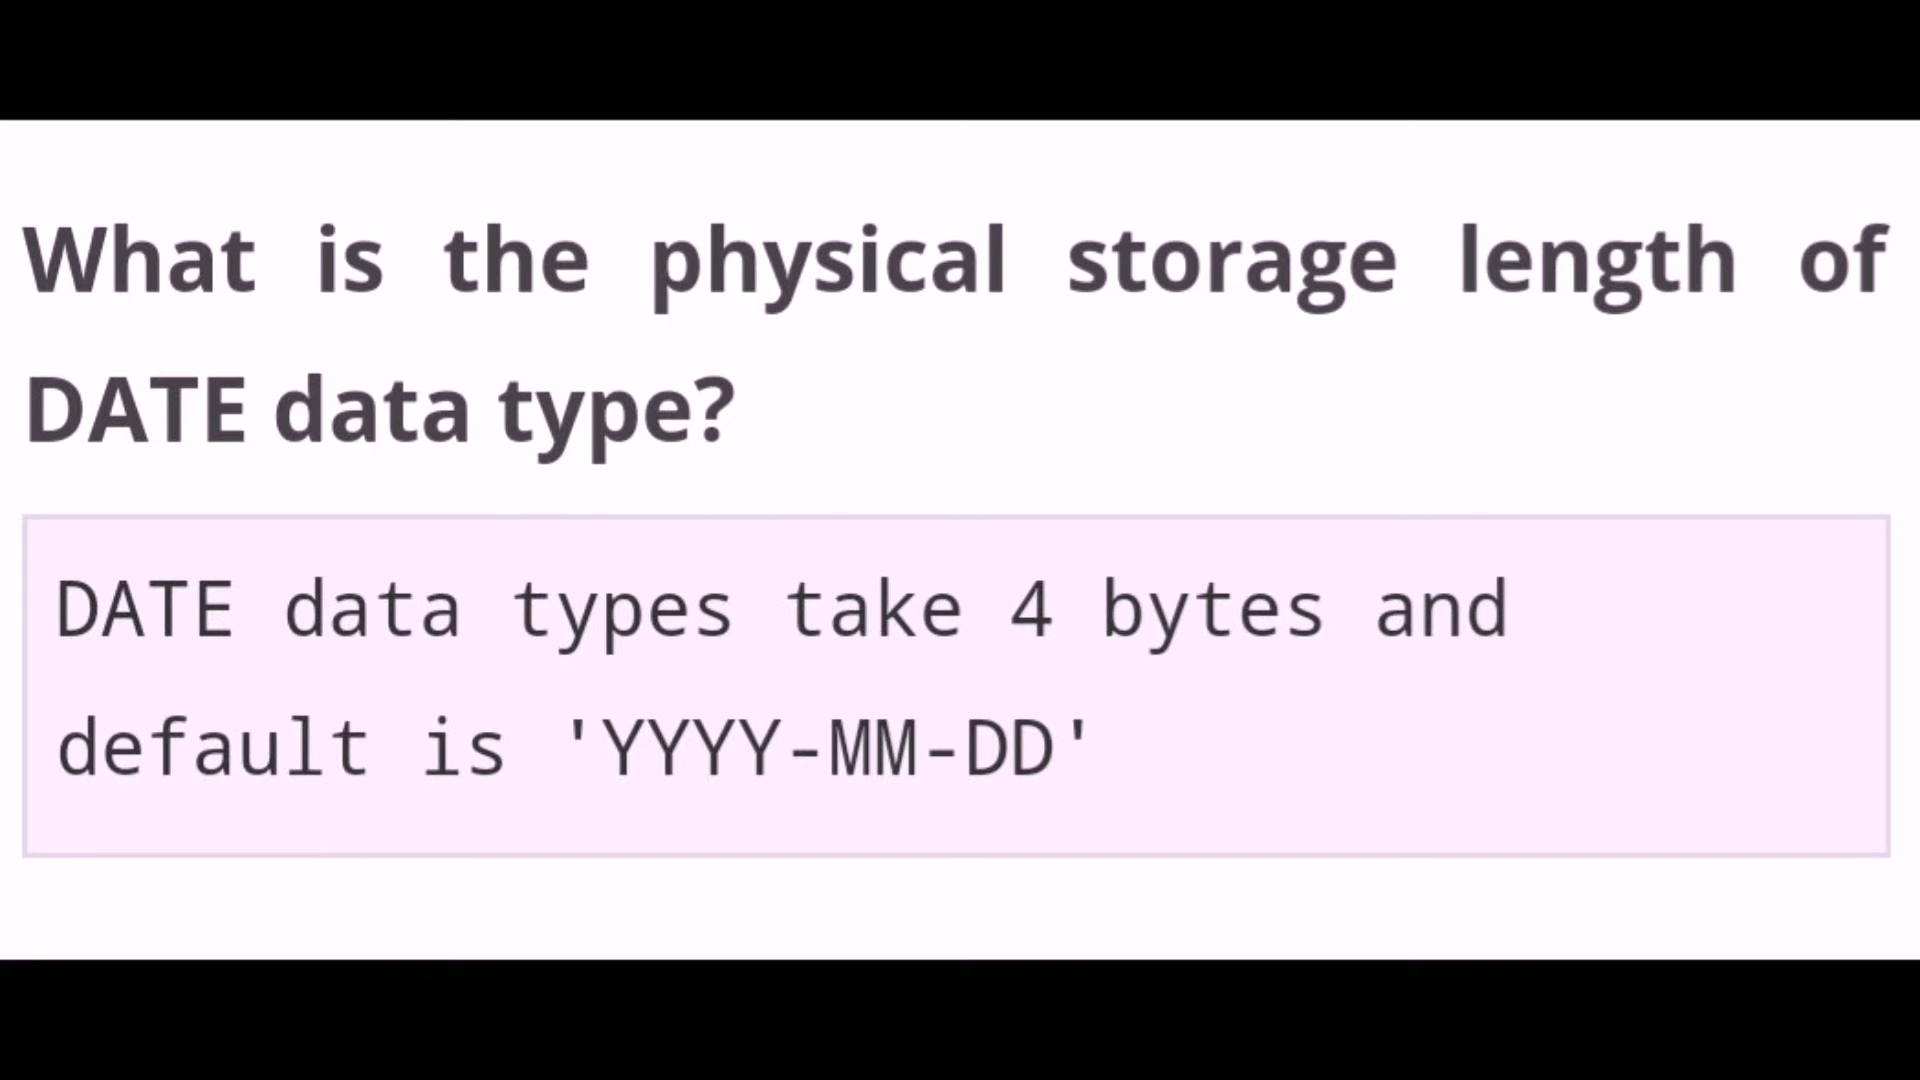 What is the physical storage length of
DATE data type?
DATE data types take 4 bytes and
default is 'YYYY-MM-DD'